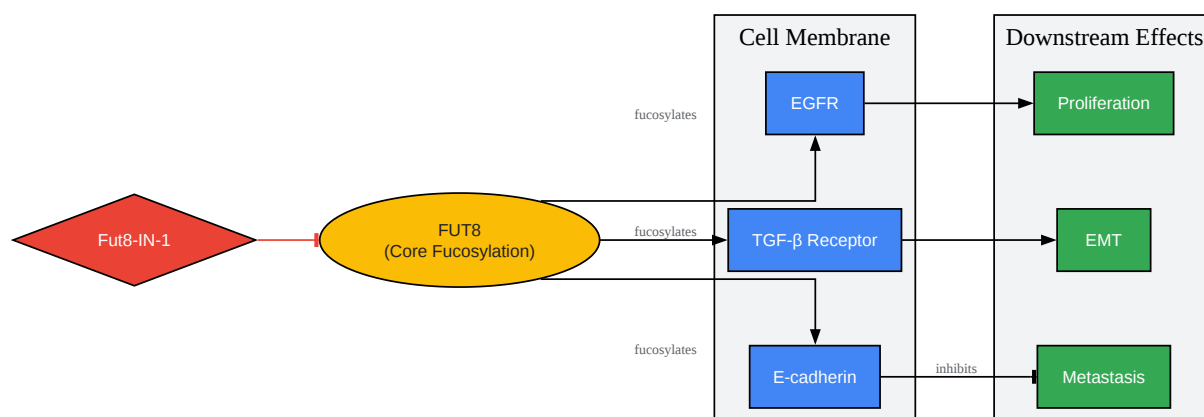 Cell Membrane
Downstream Effects
EGFR
Proliferation
fucosylates
Fut8-IN-1
FUT8
(Core Fucosylation)
fucosylates
TGF-β Receptor
EMT
fucosylates
E-cadherin
inhibits
Metastasis